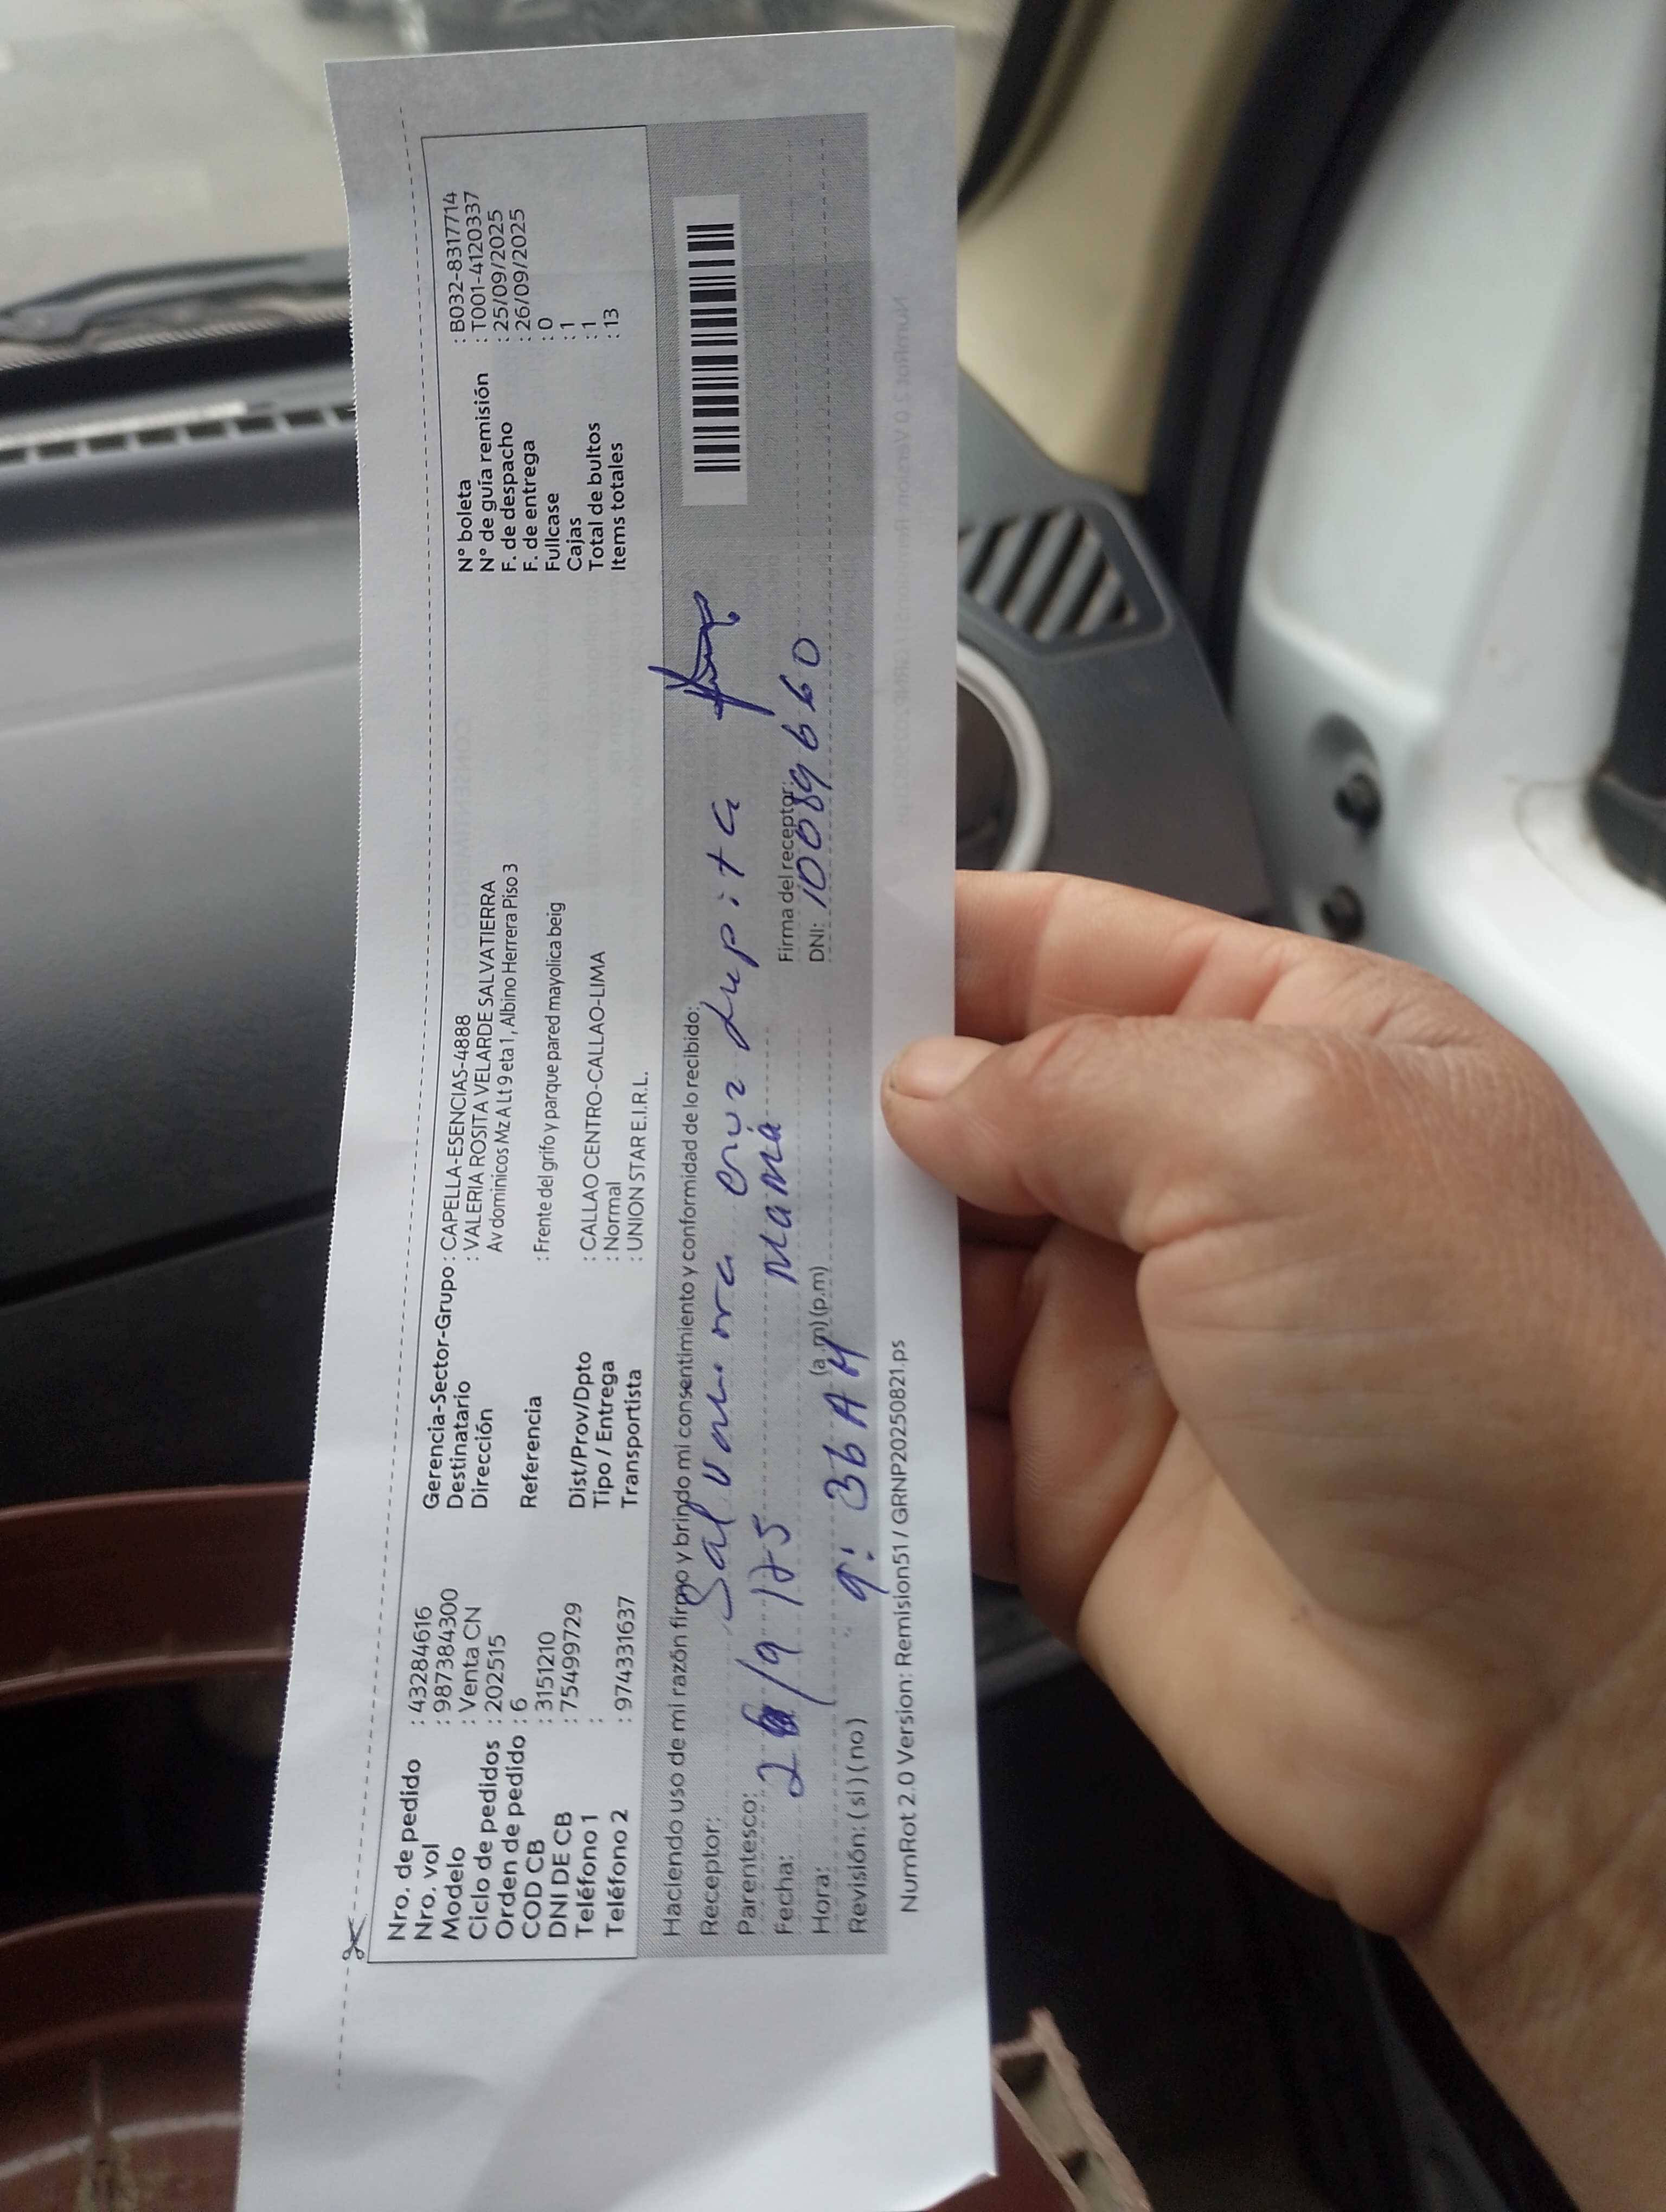 Nro. de pedido : 43284616
Nro. vol : 987384300
Modelo : Venta CN
Ciclo de pedidos : 202515
Orden de pedido : 6
COD CB : 3151210
DNI DE CB : 75499729
Teléfono 1 :
Teléfono 2 : 974331637
Gerencia-Sector-Grupo : CAPELLA-ESENCIAS-4888
Destinatario : VALERIA ROSITA VELARDE SALVATIERRA
Dirección Av dominicos Mz A Lt 9 eta 1, Albino Herrera Piso 3
Referencia : Frente del grifo y parque pared mayolica beig
Dist/Prov/Dpto : CALLAO CENTRO-CALLAO-LIMA
Tipo / Entrega : Normal
Transportista : UNION STAR E.I.R.L.
N° boleta : B032-8317714
N° de guía remisión : T001-4120337
F. de despacho : 25/09/2025
F. de entrega : 26/09/2025
Fullcase : 0
Cajas : 1
Total de bultos : 1
Items totales : 13
Haciendo uso de mi razón firmo y brindo mi consentimiento y conformidad de lo recibido:
Receptor:
Parentesco: Mamá
Firma del receptor:
Fecha: /9/25
DNI: 10089660
Hora: 9:36 AM (a.m) (p.m)
Revisión: ( si ) ( no )
NumRot 2.0 Version: Remision51 / GRNP20250821.ps